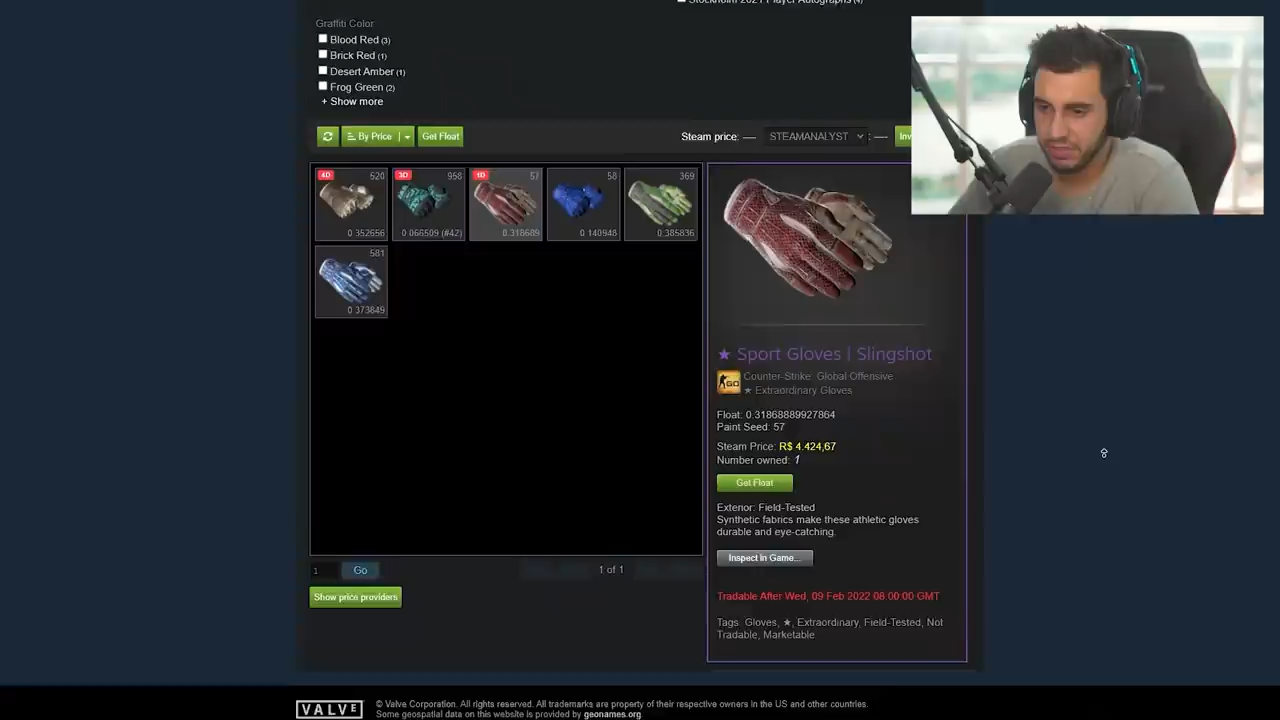 Stockholm 2021 Player Autographs (4)
Graffiti Color
Blood Red (3)
Brick Red (1)
Desert Amber (1)
Frog Green (2)
+ Show more
By Price
Get Float
Steam price: —
STEAMANALYST
: —
4D
520
0.352656
3D
958
0.066509 (#42)
1D
57
0.318689
58
0.140948
369
0.385836
581
0.373849
★ Sport Gloves | Slingshot
GO
Counter-Strike: Global Offensive
★ Extraordinary Gloves
Float: 0.31868889927864
Paint Seed: 57
Steam Price: R$ 4.424,67
Number owned: 1
Get Float
Exterior: Field-Tested
Synthetic fabrics make these athletic gloves
durable and eye-catching.
Inspect in Game...
Tradable After Wed, 09 Feb 2022 08:00:00 GMT
Tags: Gloves, ★, Extraordinary, Field-Tested, Not
Tradable, Marketable
1
Go
1 of 1
Show price providers
VALVE
© Valve Corporation. All rights reserved. All trademarks are property of their respective owners in the US and other countries.
Some geospatial data on this website is provided by geonames.org.